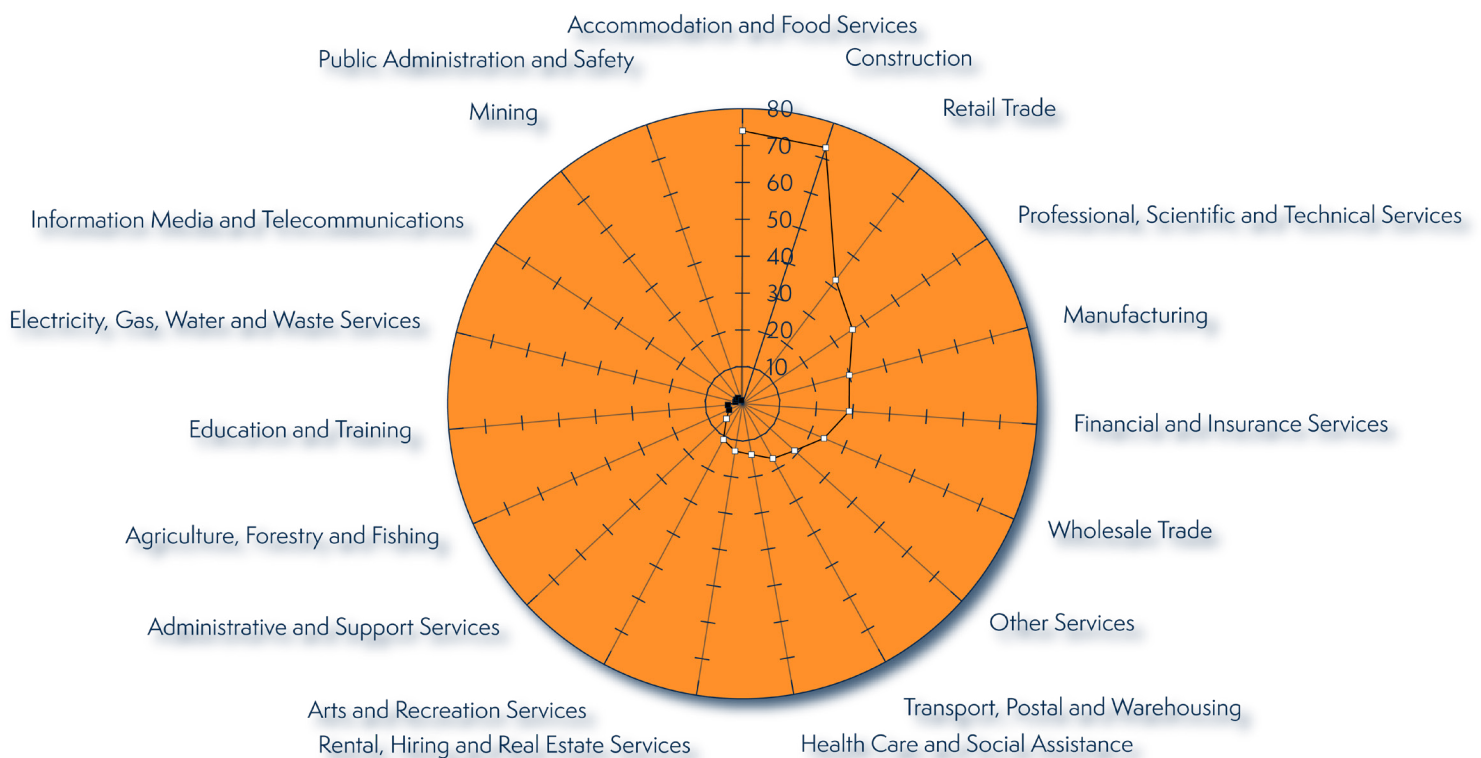 Accommodation and Food Services
Public Administration and Safety
Construction
Mining
Retail Trade
80
70
60
50
40
30
20
10
Information Media and Telecommunications
Professional, Scientific and Technical Services
Electricity, Gas, Water and Waste Services
Manufacturing
Education and Training
Financial and Insurance Services
Agriculture, Forestry and Fishing
Wholesale Trade
Administrative and Support Services
Other Services
Arts and Recreation Services
Transport, Postal and Warehousing
Rental, Hiring and Real Estate Services
Health Care and Social Assistance